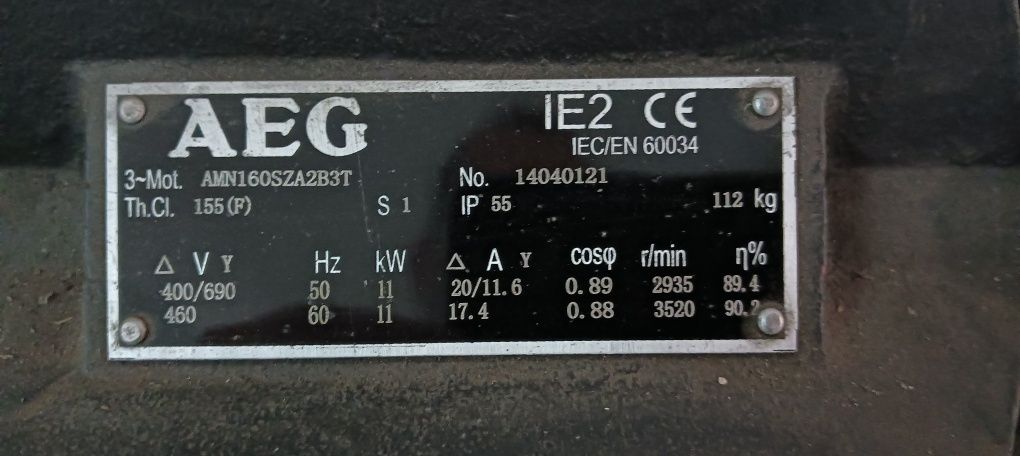 AEG IE2 CE
IEC/EN 60034
3~Mot. AMN160SZA2B3T No. 14040121
Th.Cl. 155(F) S 1 IP 55 112 kg
△ V Y Hz kW △ A Y cosφ r/min η%
400/690 50 11 20/11.6 0.89 2935 89.4
460 60 11 17.4 0.88 3520 90.2